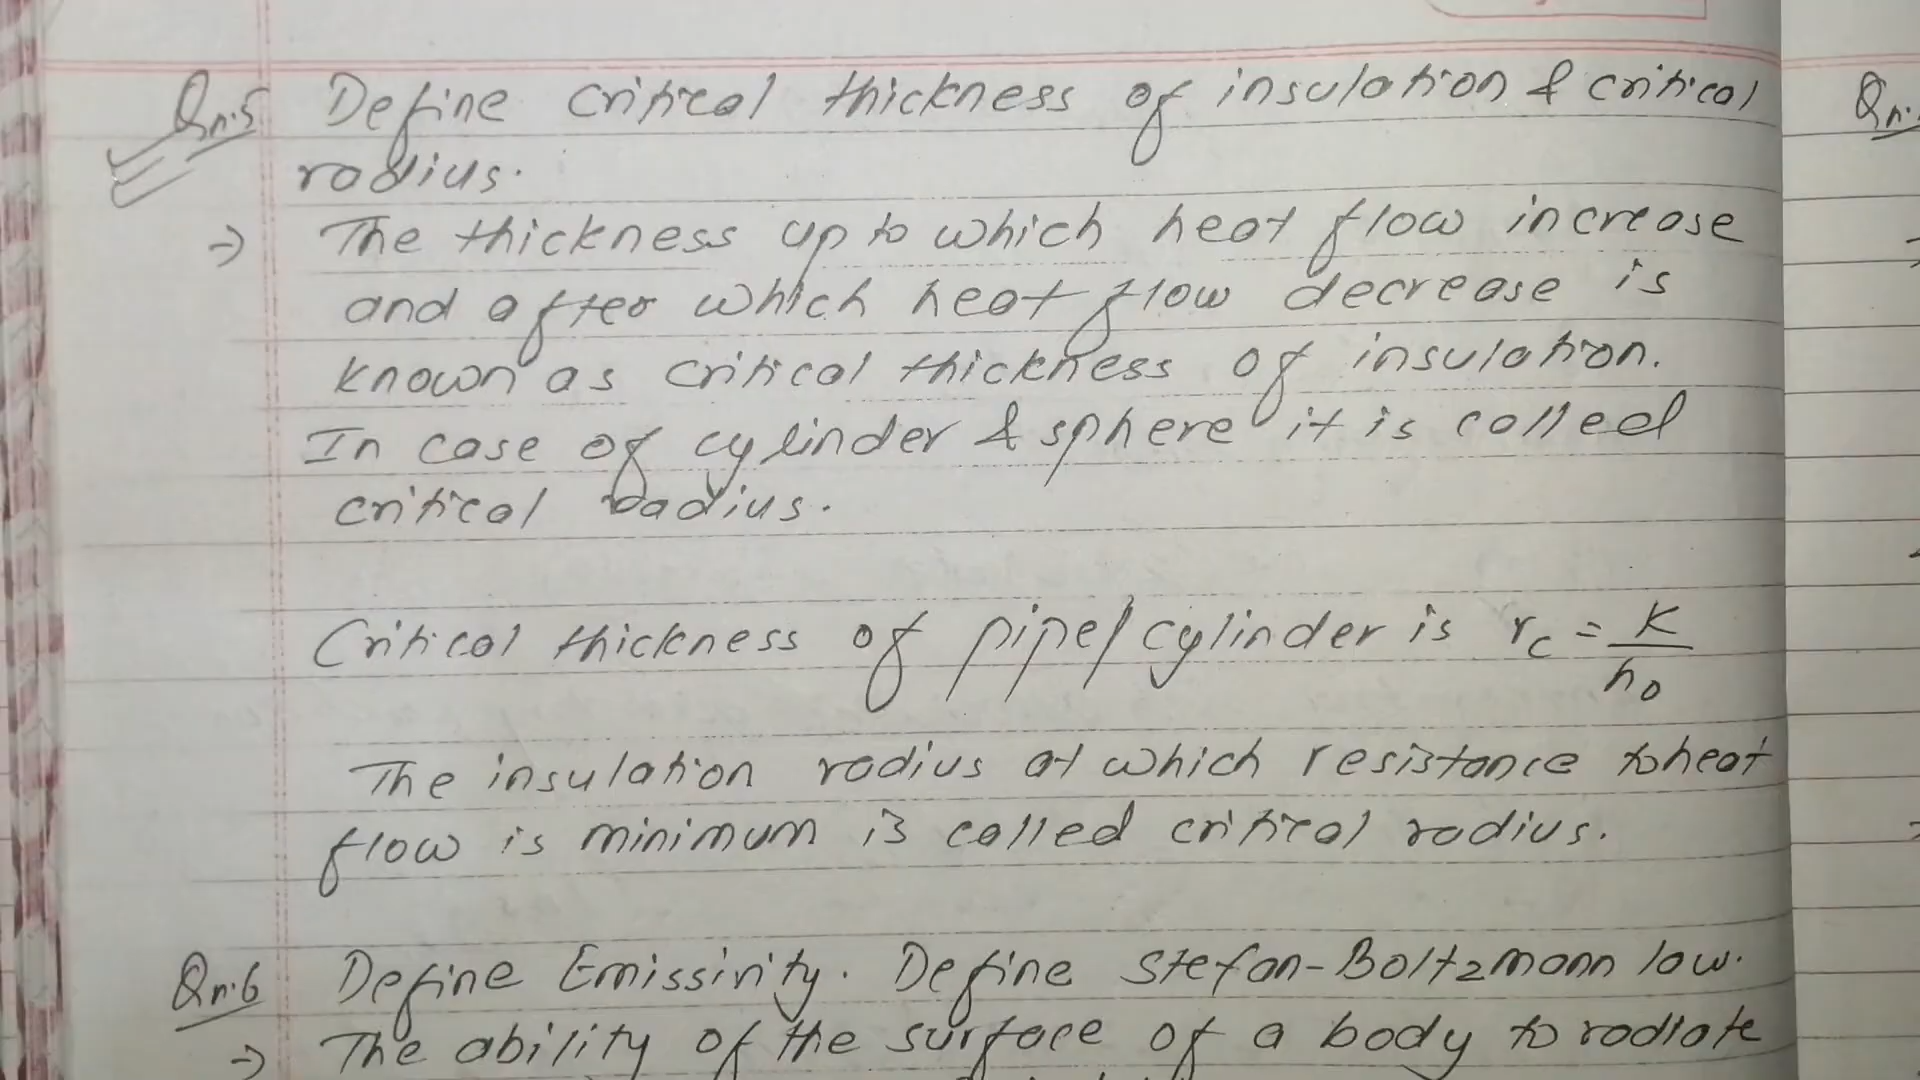 Qn.5 Define critical thickness of insulation & critical
radius.
→ The thickness up to which heat flow increase
and after which heat flow decrease is
known as critical thickness of insulation.
In case of cylinder & sphere it is called
critical radius.
Critical thickness of pipe/cylinder is r_c = K/h_o
The insulation radius at which resistance to heat
flow is minimum is called critical radius.
Qn.6 Define Emissivity. Define Stefan-Boltzmann law.
→ The ability of the surface of a body to radiate
Qn.